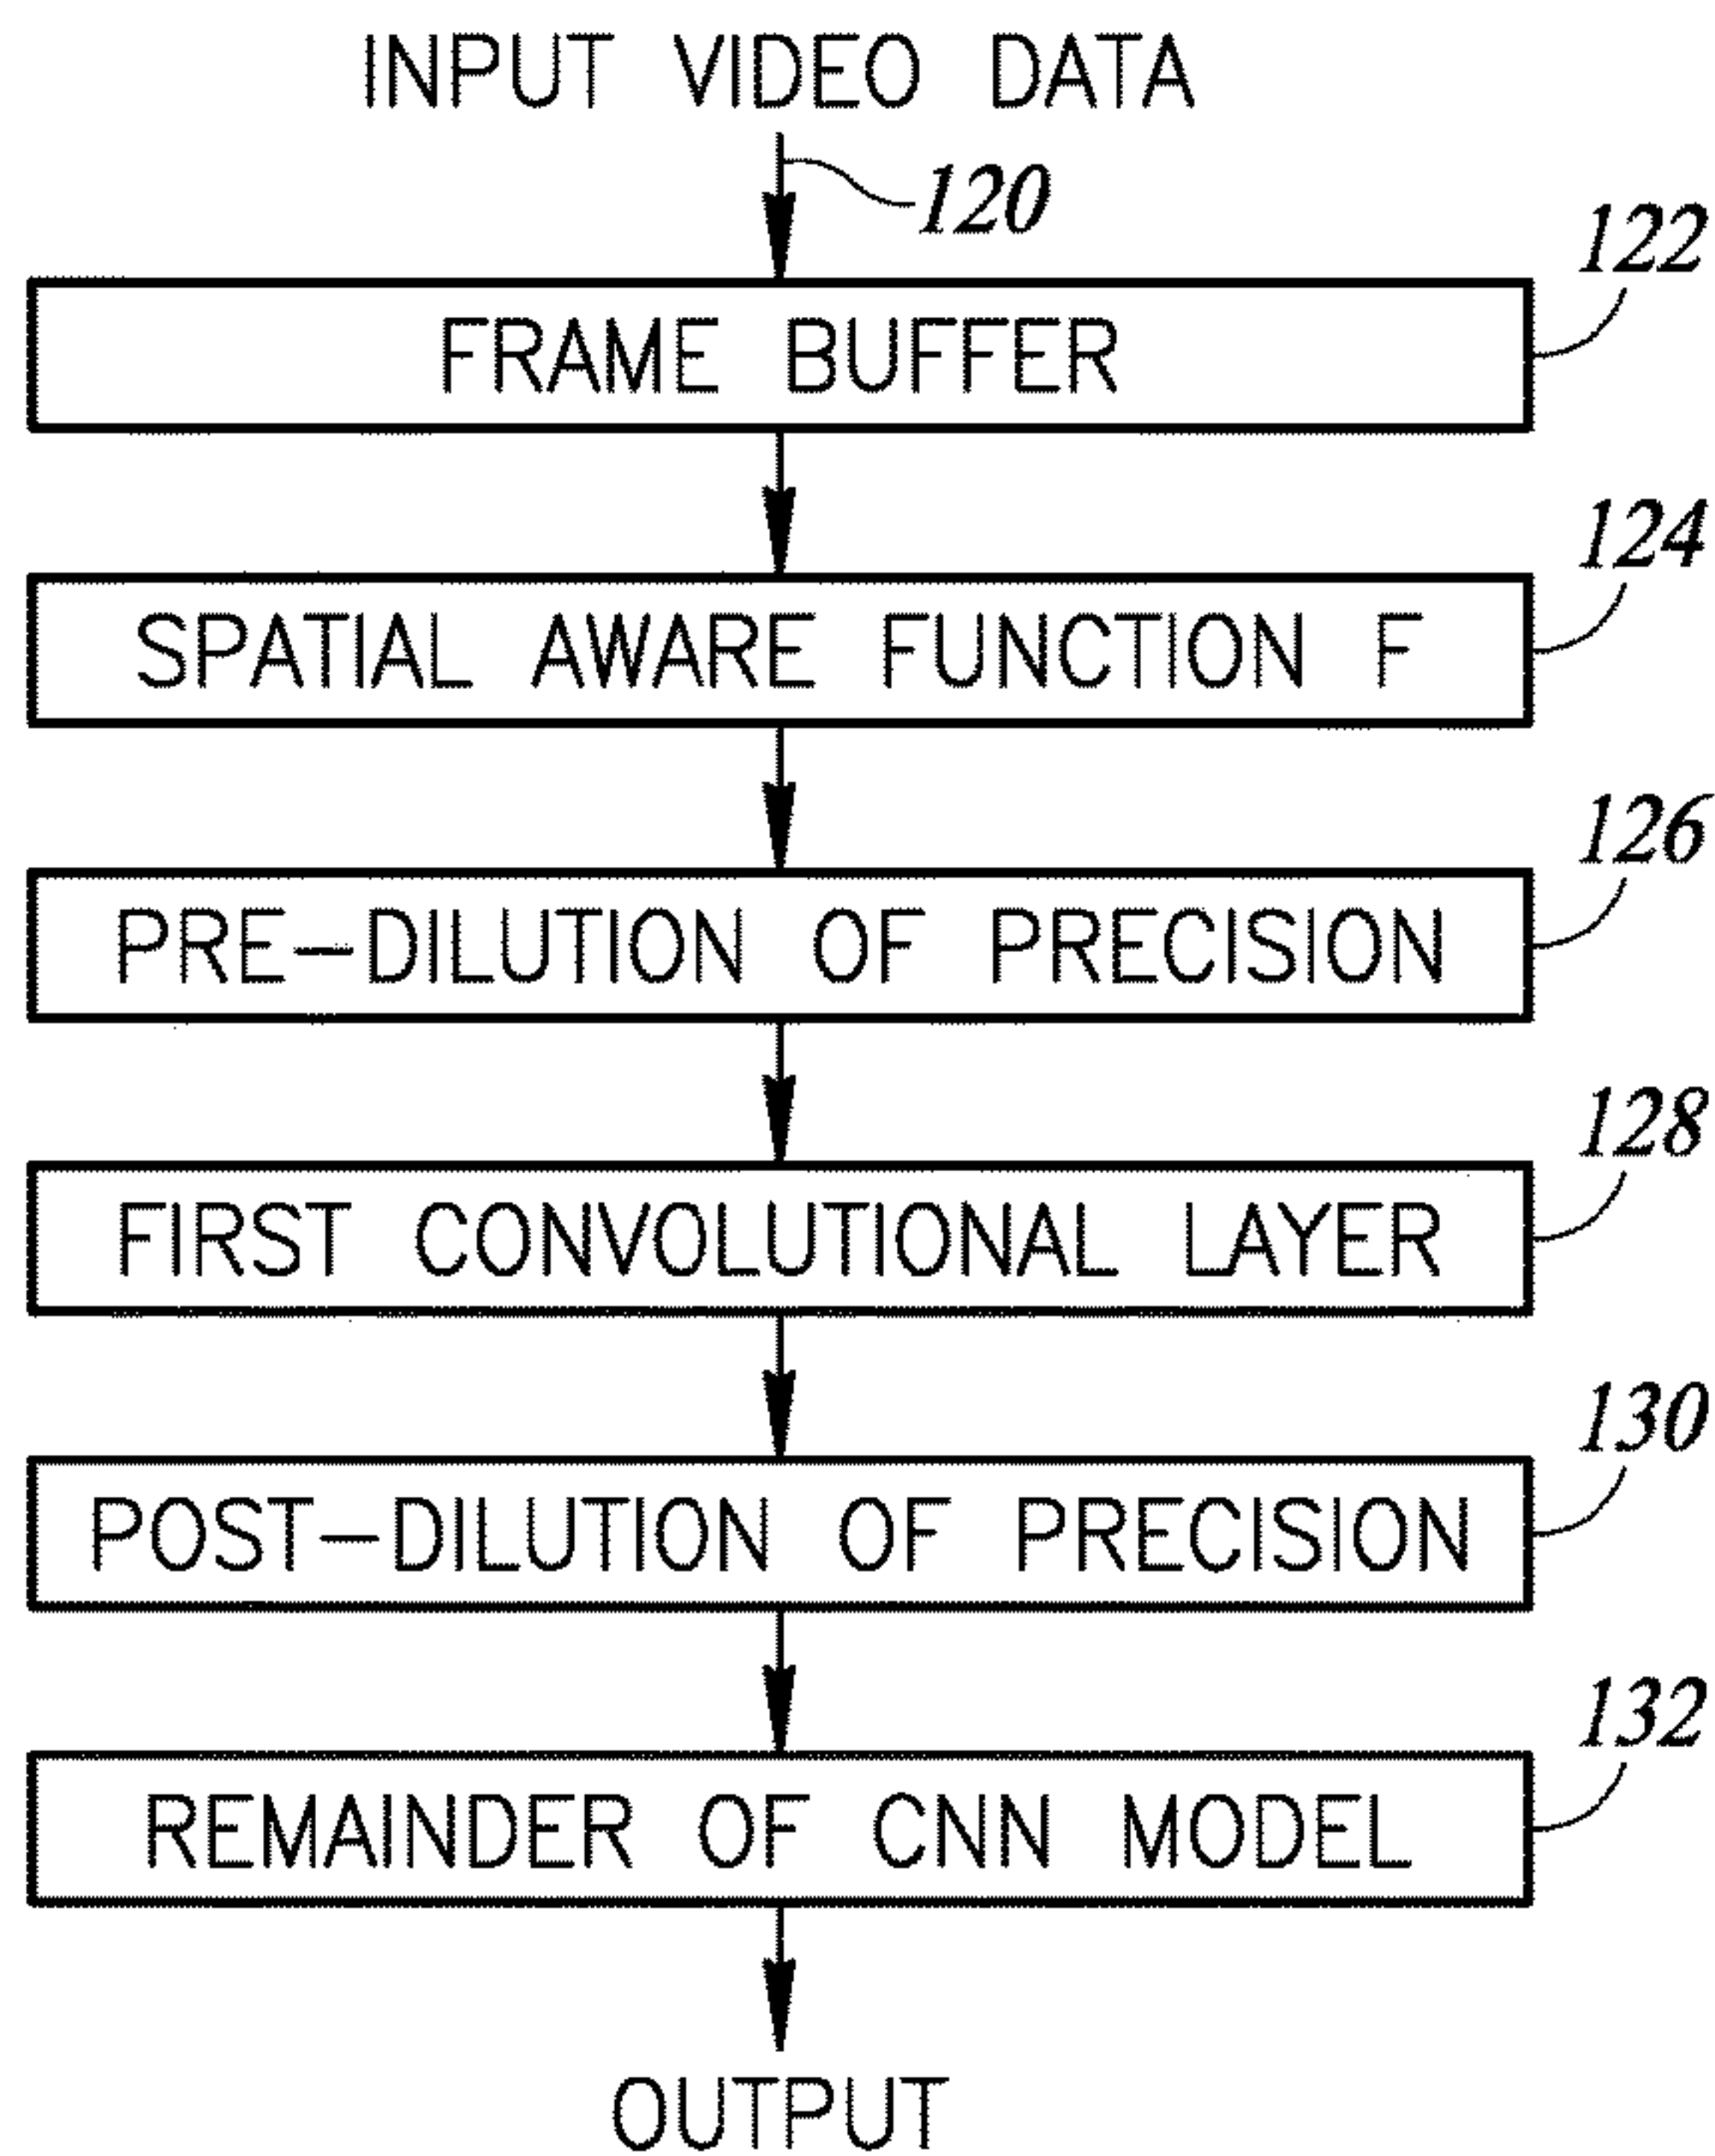 INPUT VIDEO DATA
120
122
FRAME BUFFER
124
SPATIAL AWARE FUNCTION F
126
PRE-DILUTION OF PRECISION
128
FIRST CONVOLUTIONAL LAYER
130
POST-DILUTION OF PRECISION
132
REMAINDER OF CNN MODEL
OUTPUT